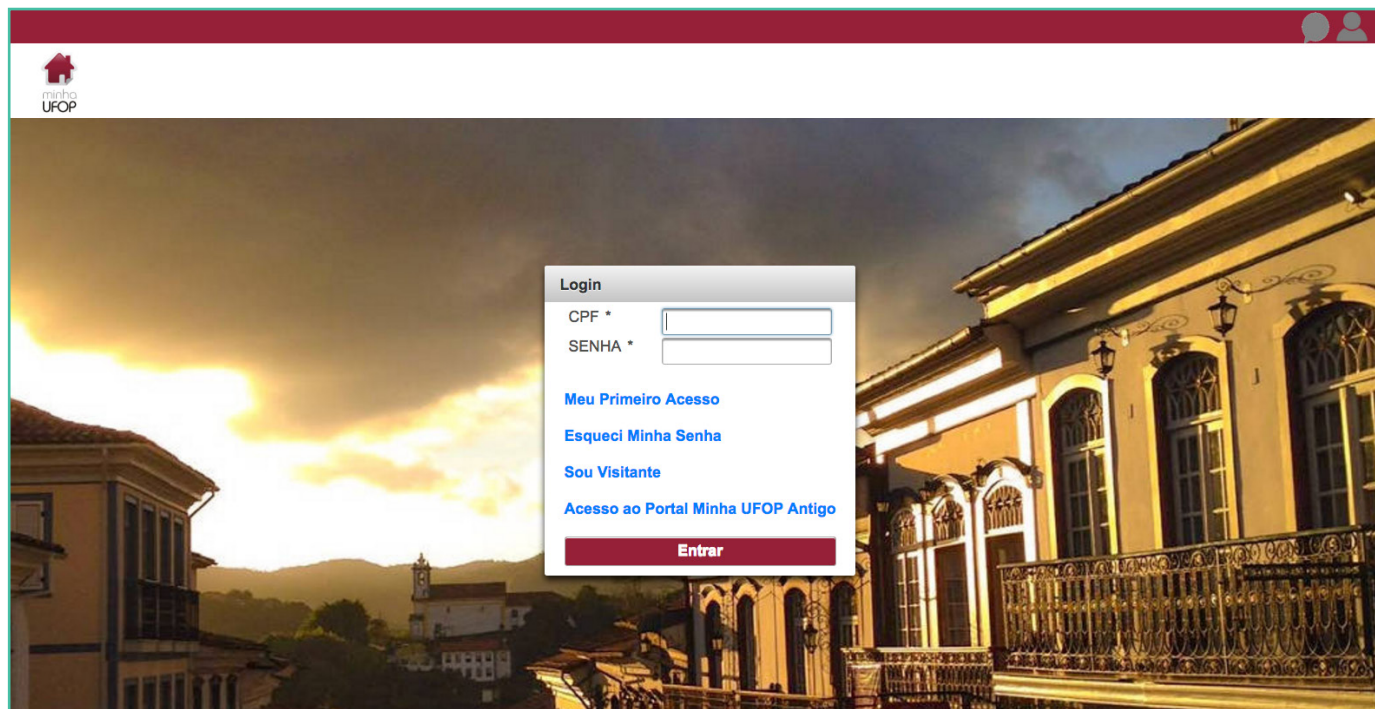 minha
UFOP
Login
CPF *
SENHA *
Meu Primeiro Acesso
Esqueci Minha Senha
Sou Visitante
Acesso ao Portal Minha UFOP Antigo
Entrar